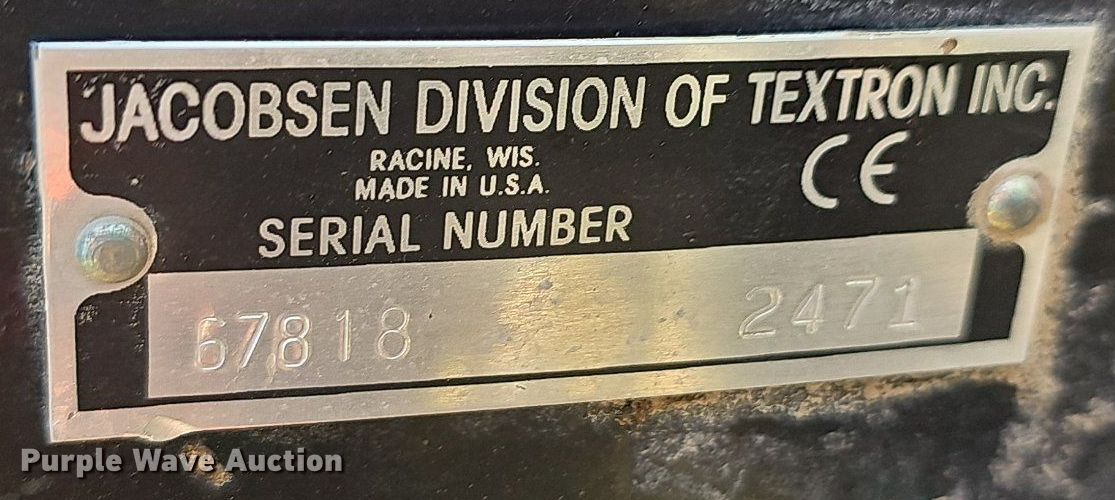 JACOBSEN DIVISION OF TEXTRON INC.
RACINE, WIS.
MADE IN U.S.A.
CE
SERIAL NUMBER
67818 2471
Purple Wave Auction